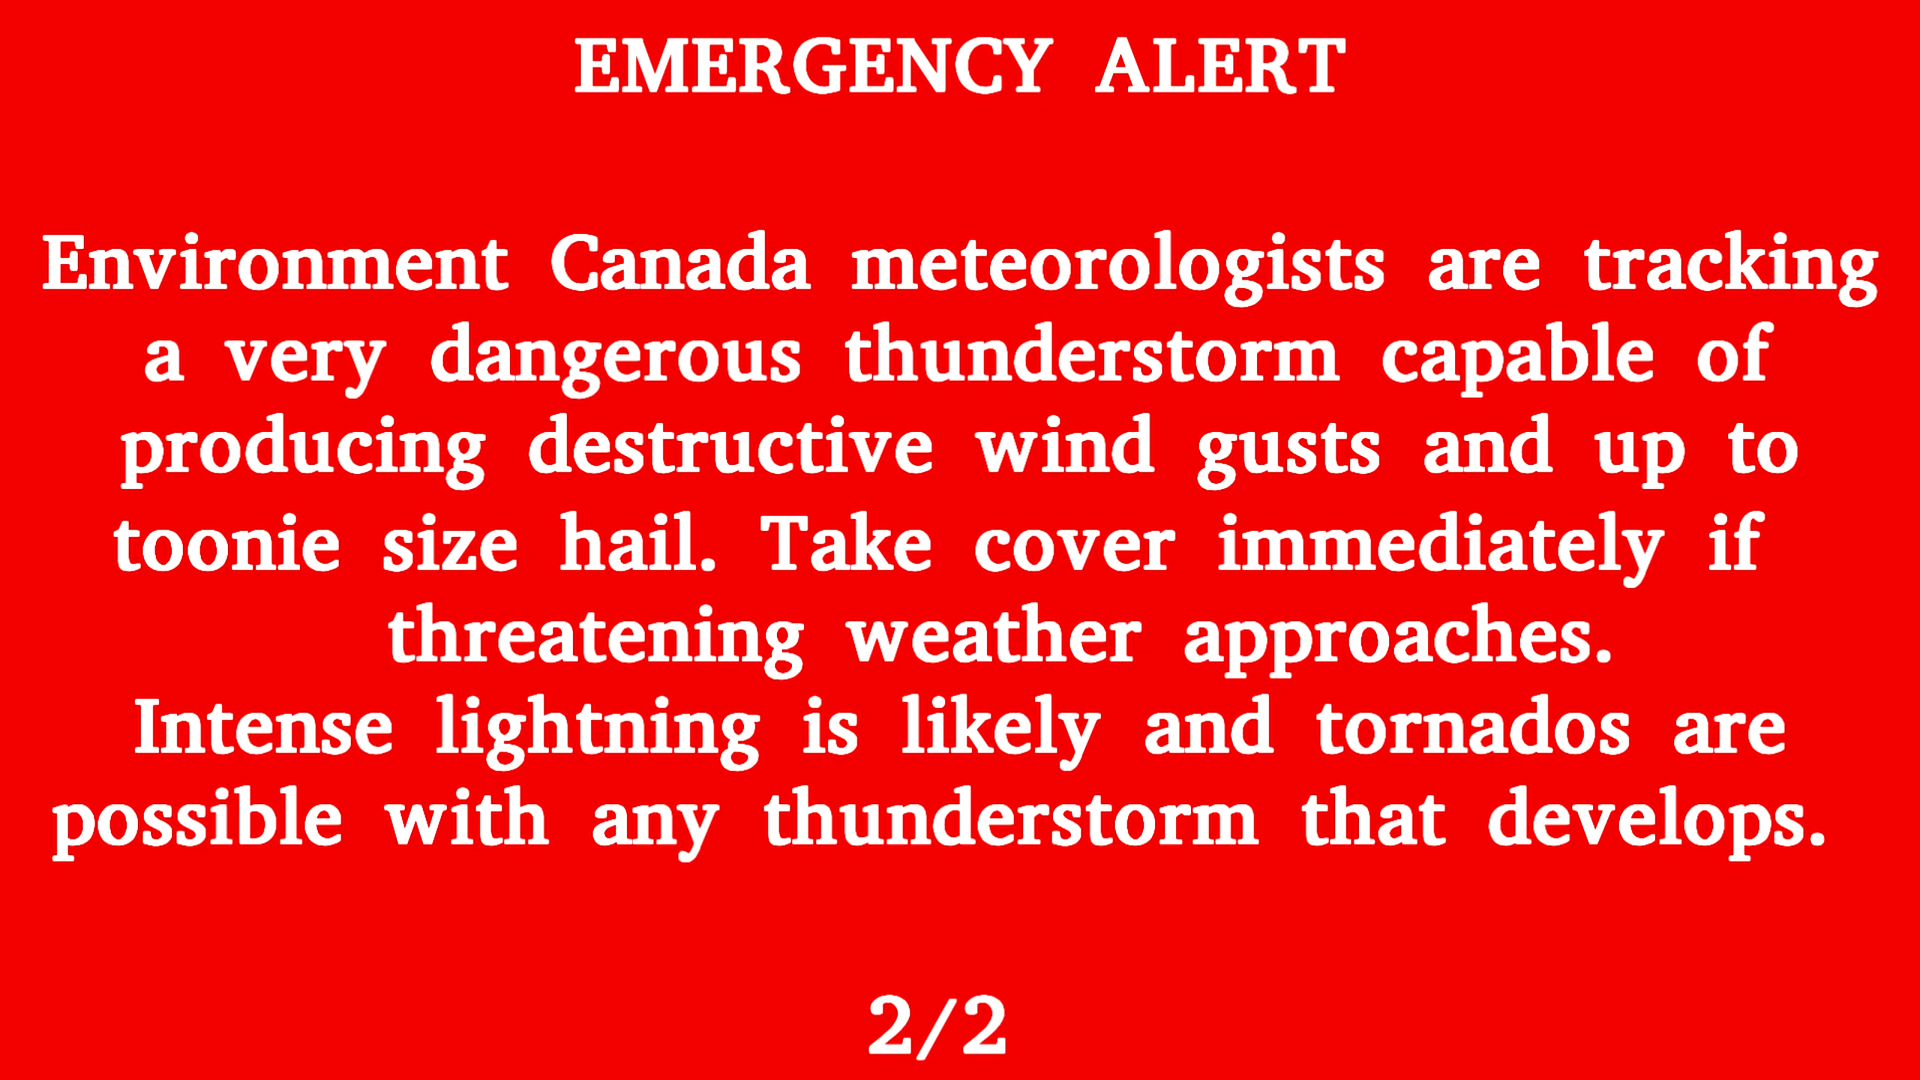 EMERGENCY ALERT
Environment Canada meteorologists are tracking
a very dangerous thunderstorm capable of
producing destructive wind gusts and up to
toonie size hail. Take cover immediately if
threatening weather approaches.
Intense lightning is likely and tornados are
possible with any thunderstorm that develops.
2/2